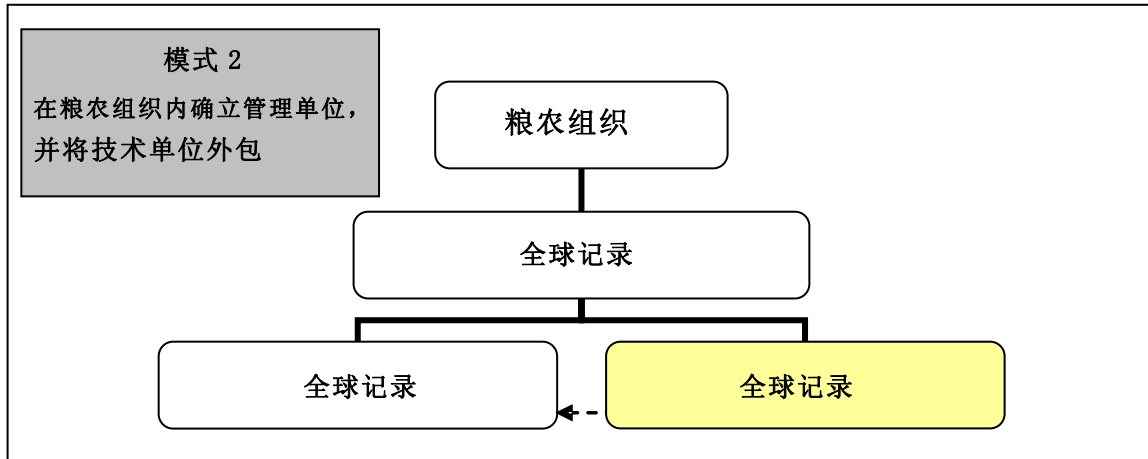 模式 2
在粮农组织内确立管理单位，
并将技术单位外包
粮农组织
全球记录
全球记录
全球记录